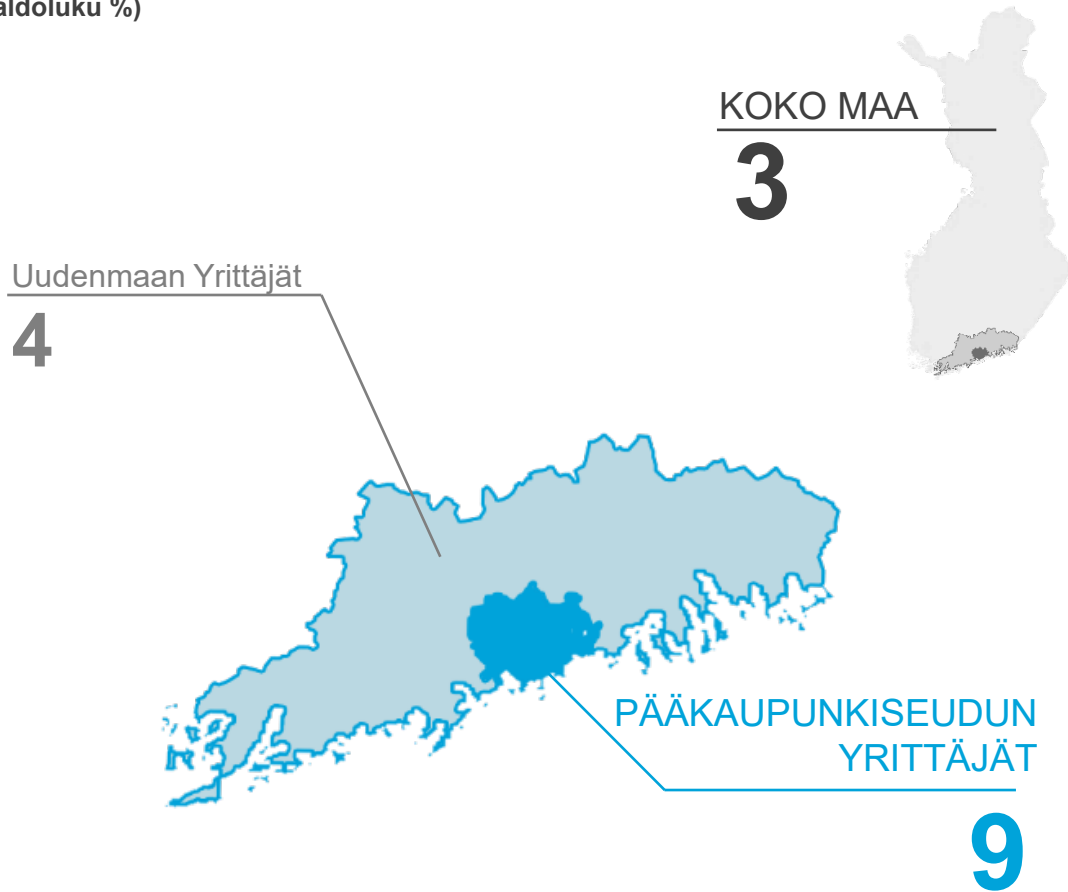 aldoluku %)
KOKO MAA
3
Uudenmaan Yrittäjät
4
PÄÄKAUPUNKISEUDUN
YRITTÄJÄT
9